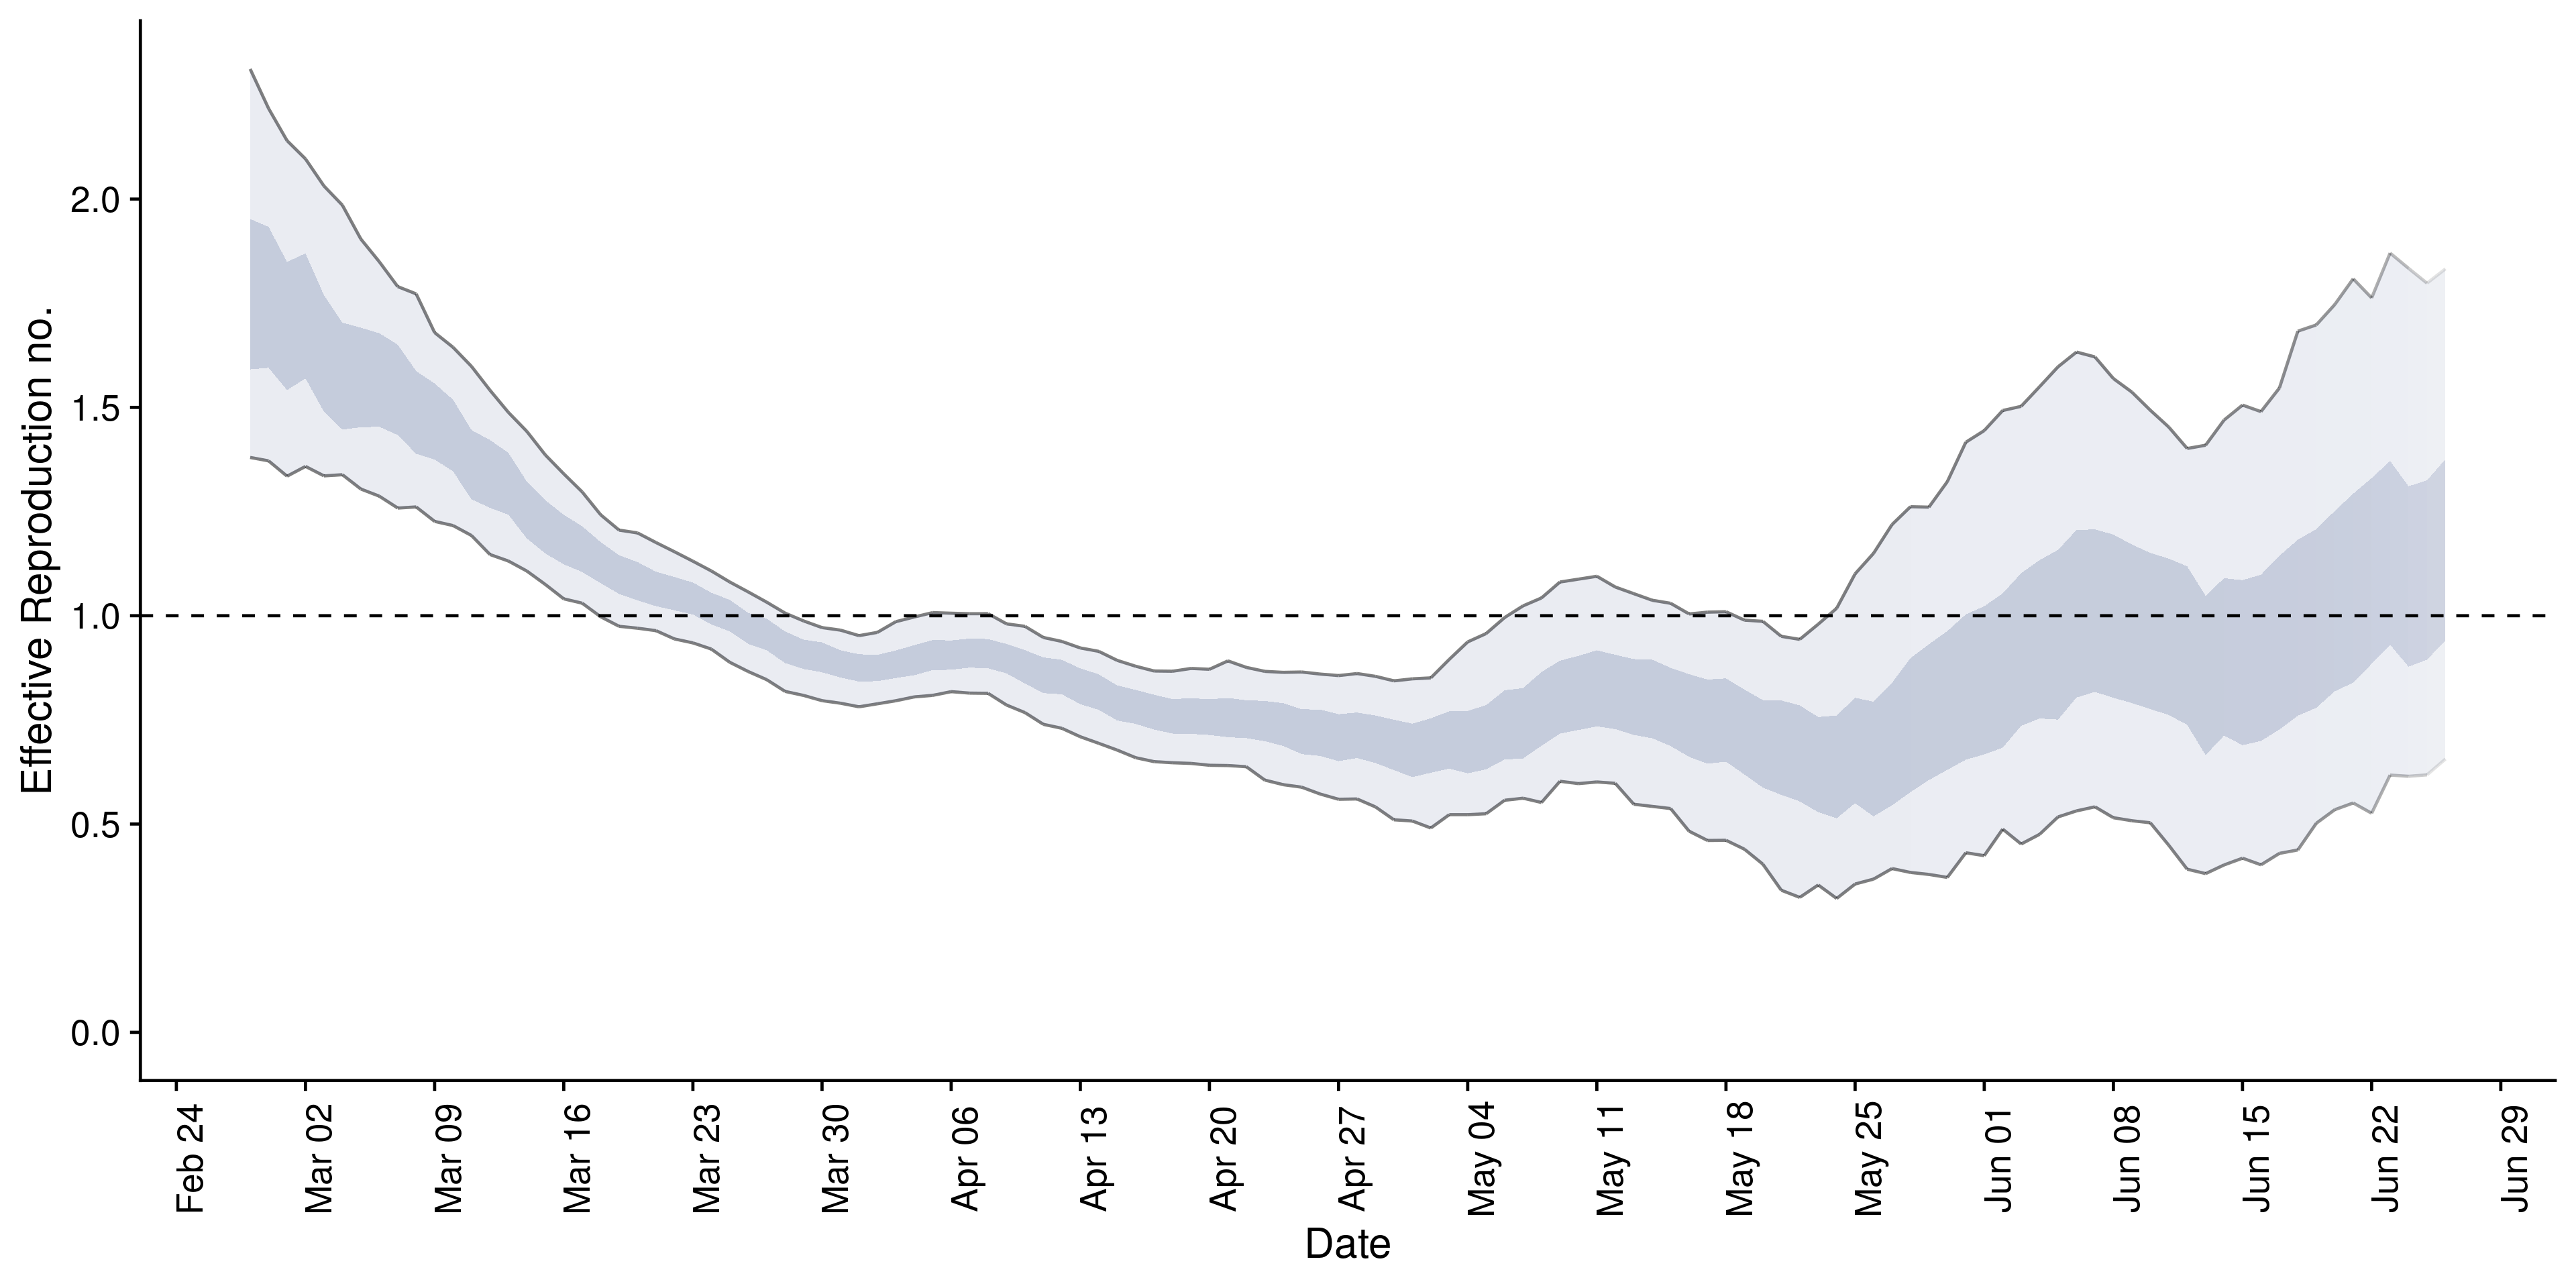 Effective Reproduction no.
2.0
1.5
1.0
0.5
0.0
Feb 24
Mar 02
Mar 09
Mar 16
Mar 23
Mar 30
Apr 06
Apr 13
Apr 20
Apr 27
May 04
May 11
May 18
May 25
Jun 01
Jun 08
Jun 15
Jun 22
Jun 29
Date